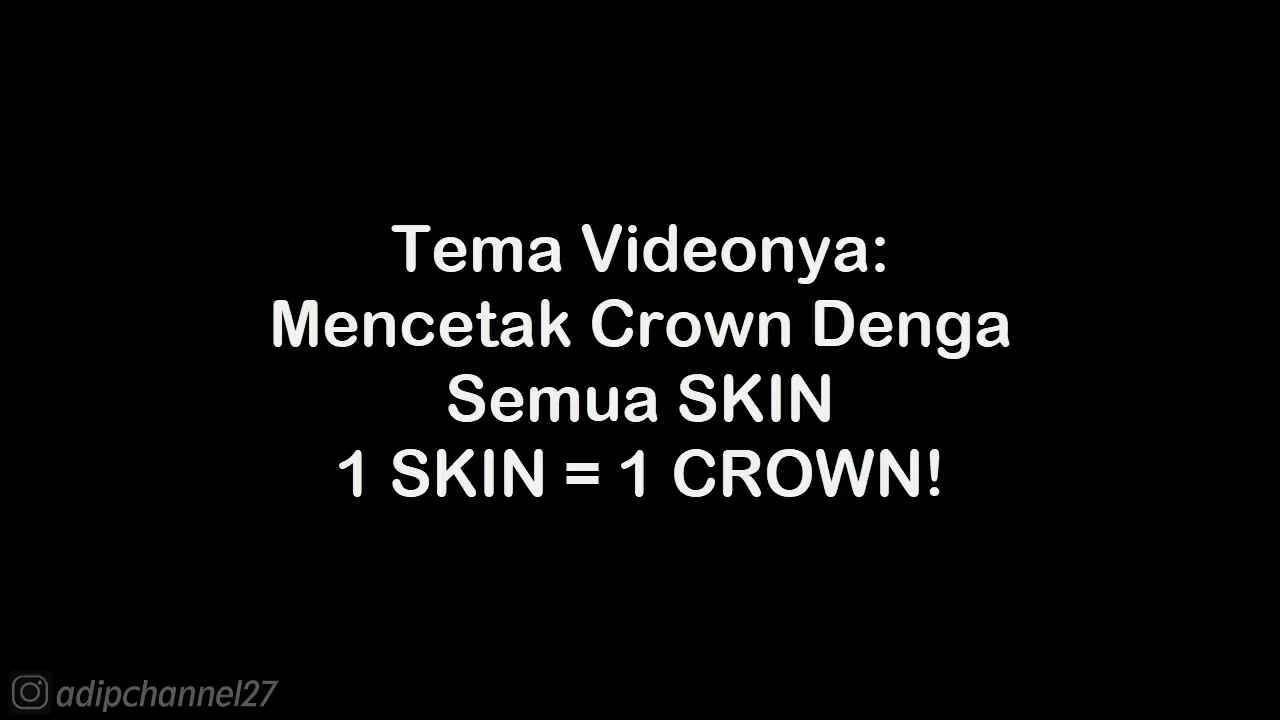 Tema Videonya:
Mencetak Crown Denga
Semua SKIN
1 SKIN = 1 CROWN!
adipchannel27